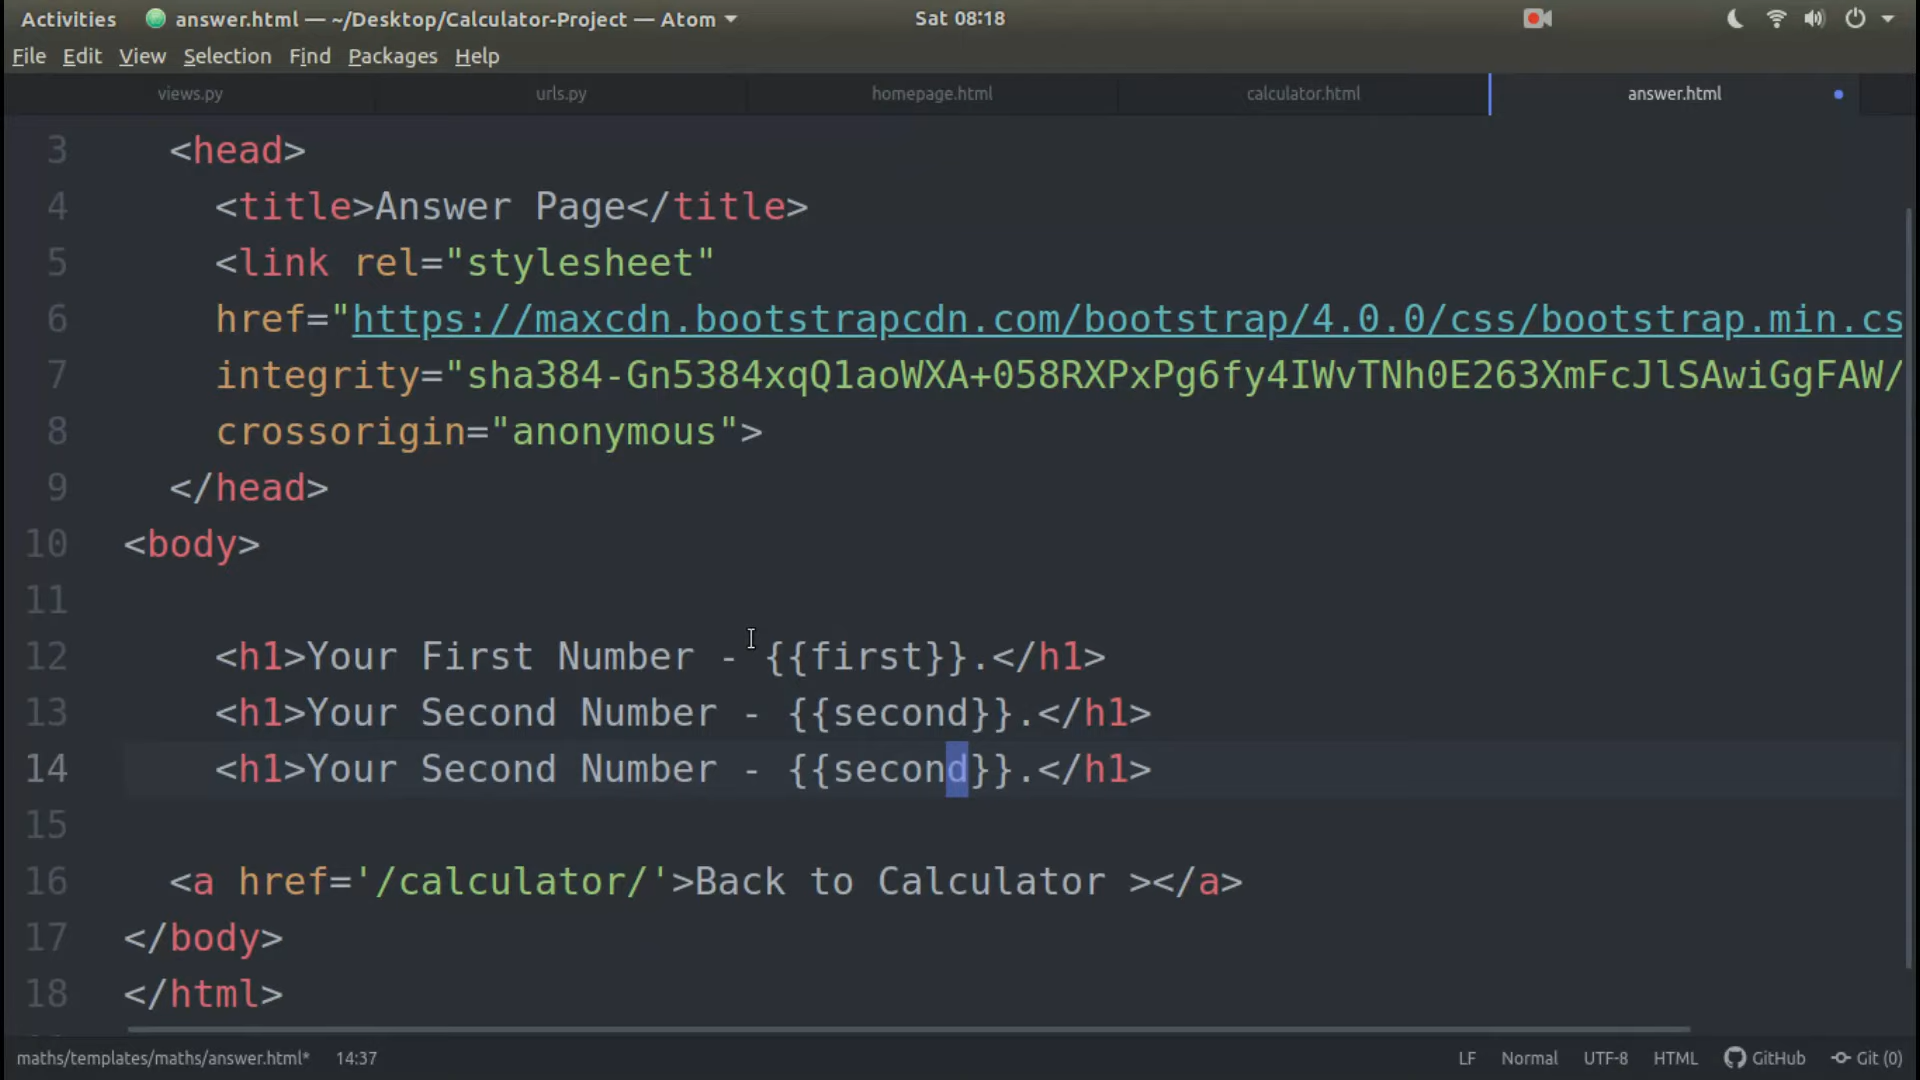 Activities answer.html — ~/Desktop/Calculator-Project — Atom Sat 08:18
File Edit View Selection Find Packages Help
views.py urls.py homepage.html calculator.html answer.html
3 <head>
4 <title>Answer Page</title>
5 <link rel="stylesheet"
6 href="https://maxcdn.bootstrapcdn.com/bootstrap/4.0.0/css/bootstrap.min.cs
7 integrity="sha384-Gn5384xqQ1aoWXA+058RXPxPg6fy4IWvTNh0E263XmFcJlSAwiGgFAW/
8 crossorigin="anonymous">
9 </head>
10 <body>
11
12 <h1>Your First Number - {{first}}.</h1>
13 <h1>Your Second Number - {{second}}.</h1>
14 <h1>Your Second Number - {{second}}.</h1>
15
16 <a href='/calculator/'>Back to Calculator ></a>
17 </body>
18 </html>
maths/templates/maths/answer.html* 14:37 LF Normal UTF-8 HTML GitHub Git (0)